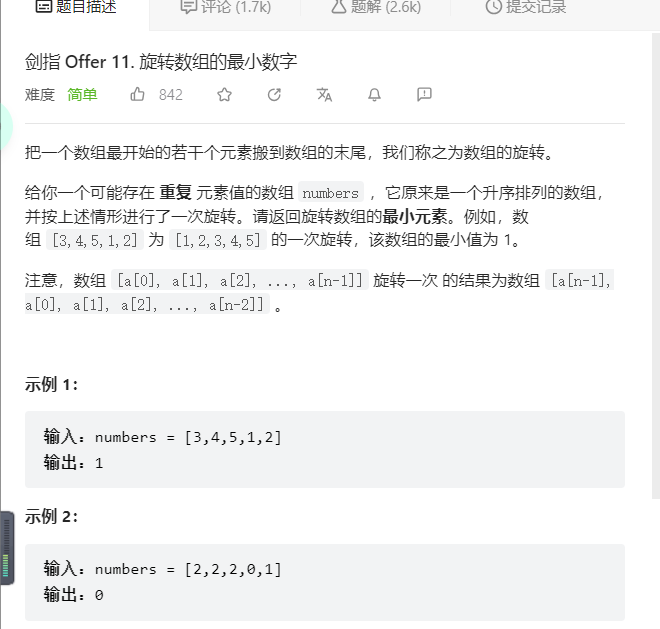 题目描述 评论 (1.7k) 题解 (2.6k) 提交记录
剑指 Offer 11. 旋转数组的最小数字
难度 简单 842
把一个数组最开始的若干个元素搬到数组的末尾，我们称之为数组的旋转。
给你一个可能存在 重复 元素值的数组 numbers ，它原来是一个升序排列的数组，
并按上述情形进行了一次旋转。请返回旋转数组的最小元素。例如，数
组 [3,4,5,1,2] 为 [1,2,3,4,5] 的一次旋转，该数组的最小值为 1。
注意，数组 [a[0], a[1], a[2], ..., a[n-1]] 旋转一次 的结果为数组 [a[n-1],
a[0], a[1], a[2], ..., a[n-2]] 。
示例 1：
输入：numbers = [3,4,5,1,2]
输出：1
示例 2：
输入：numbers = [2,2,2,0,1]
输出：0